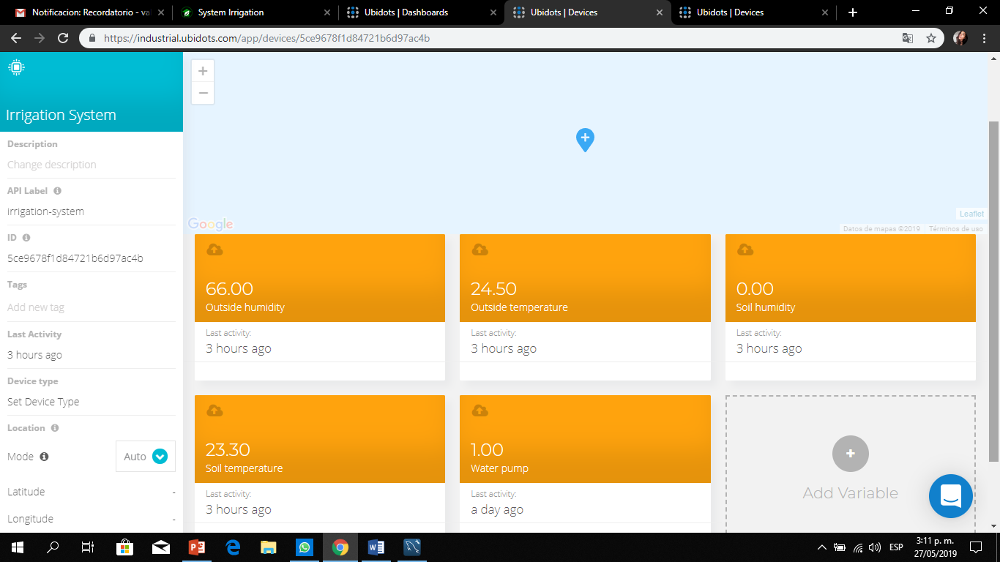 Notificacion: Recordatorio - va
System Irrigation
Ubidots | Dashboards
Ubidots | Devices
Ubidots | Devices
https://industrial.ubidots.com/app/devices/5ce9678f1d84721b6d97ac4b
Irrigation System
Description
Change description
API Label
irrigation-system
ID
5ce9678f1d84721b6d97ac4b
Tags
Add new tag
Last Activity
3 hours ago
Device type
Set Device Type
Location
Mode
Auto
Latitude
-
Longitude
-
+
−
Google
Leaflet
Datos de mapas ©2019
Términos de uso
66.00
Outside humidity
Last activity:
3 hours ago
24.50
Outside temperature
Last activity:
3 hours ago
0.00
Soil humidity
Last activity:
3 hours ago
23.30
Soil temperature
Last activity:
3 hours ago
1.00
Water pump
Last activity:
a day ago
Add Variable
ESP
3:11 p. m.
27/05/2019